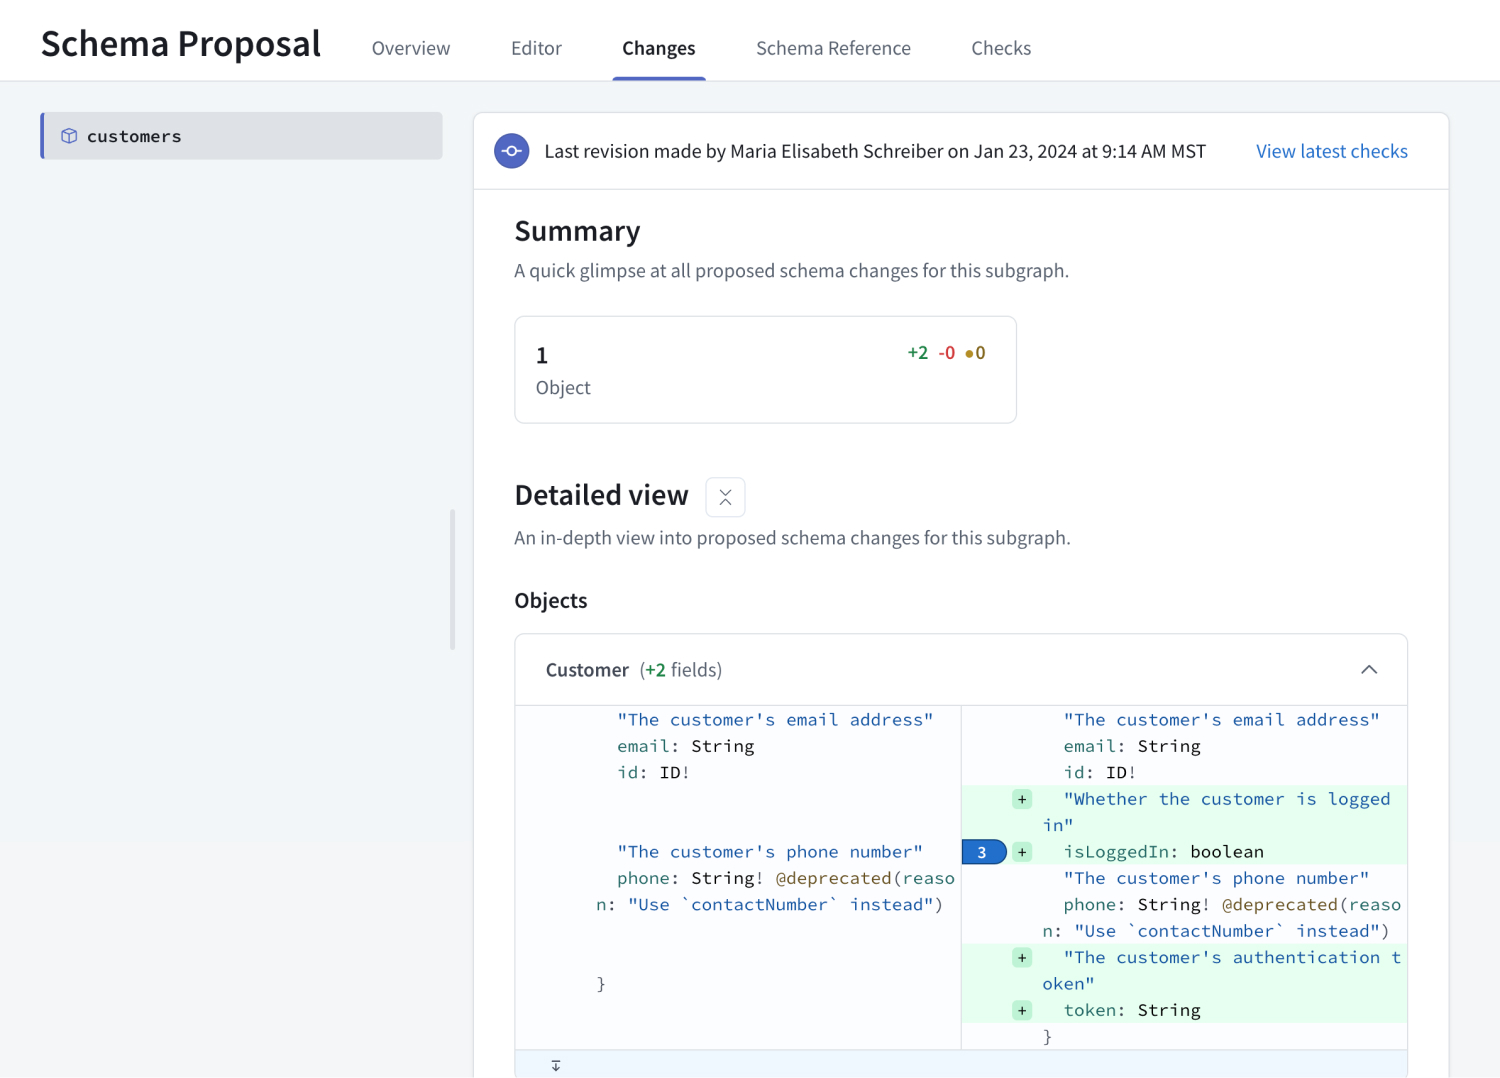 Schema Proposal
Overview
Editor
Changes
Schema Reference
Checks
customers
Last revision made by Maria Elisabeth Schreiber on Jan 23, 2024 at 9:14 AM MST
View latest checks
Summary
A quick glimpse at all proposed schema changes for this subgraph.
1
+2 -0 ●0
Object
Detailed view
An in-depth view into proposed schema changes for this subgraph.
Objects
Customer (+2 fields)
"The customer's email address"
email: String
id: ID!
"The customer's phone number"
phone: String! @deprecated(reaso
n: "Use `contactNumber` instead")
}
"The customer's email address"
email: String
id: ID!
+ "Whether the customer is logged
in"
3 + isLoggedIn: boolean
"The customer's phone number"
phone: String! @deprecated(reaso
n: "Use `contactNumber` instead")
+ "The customer's authentication t
oken"
+ token: String
}